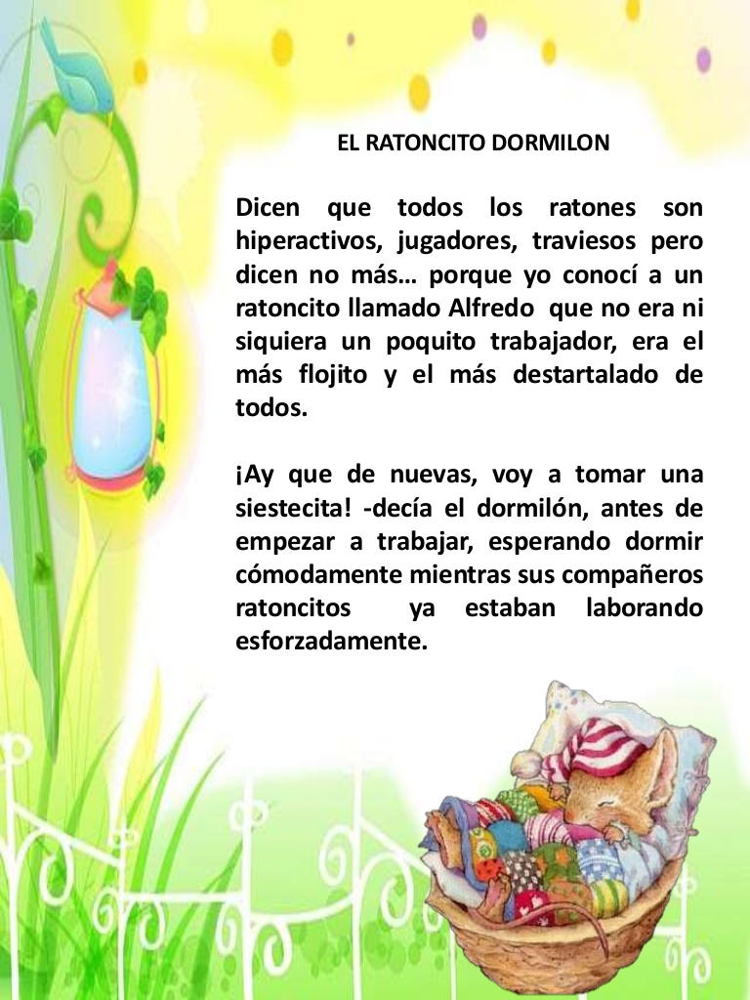 EL RATONCITO DORMILON
Dicen que todos los ratones son
hiperactivos, jugadores, traviesos pero
dicen no más... porque yo conocí a un
ratoncito llamado Alfredo que no era ni
siquiera un poquito trabajador, era el
más flojito y el más destartalado de
todos.
¡Ay que de nuevas, voy a tomar una
siestecita! -decía el dormilón, antes de
empezar a trabajar, esperando dormir
cómodamente mientras sus compañeros
ratoncitos ya estaban laborando
esforzadamente.